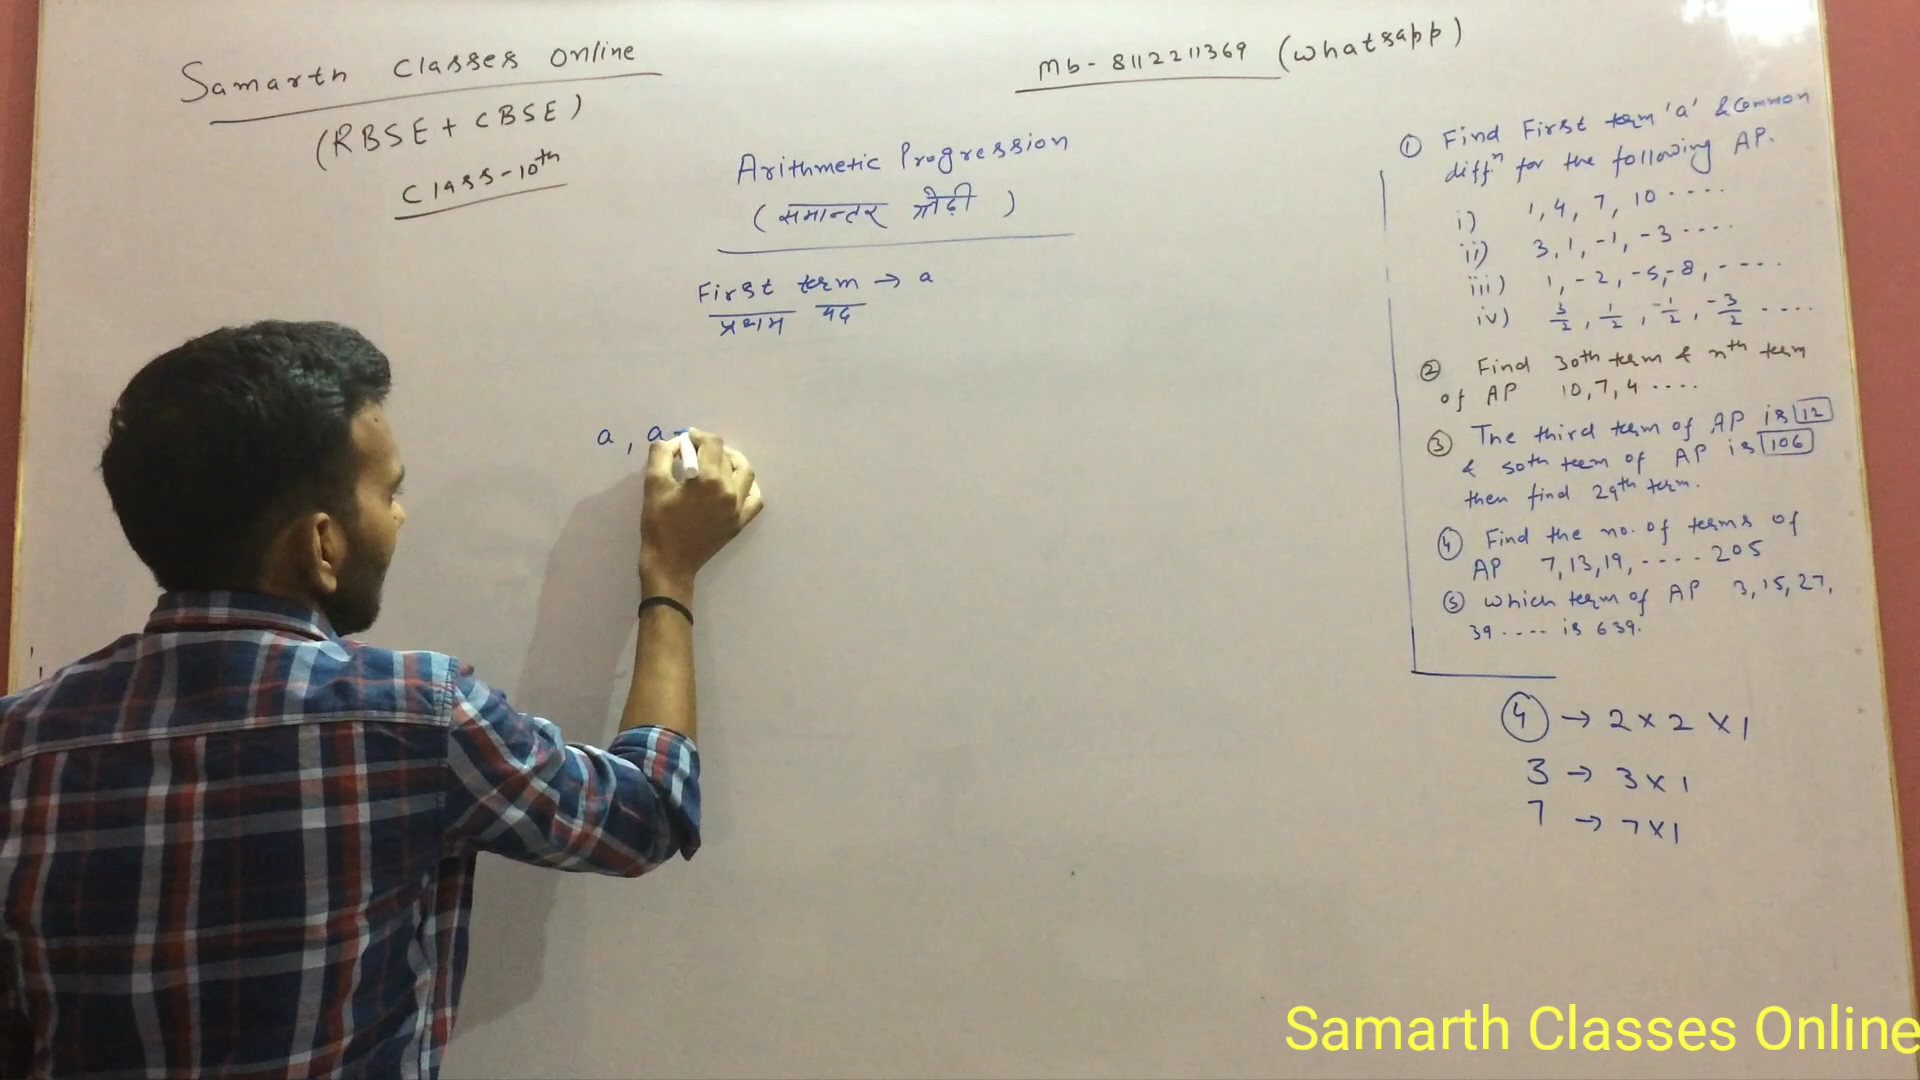 Samarth Classes Online
(RBSE + CBSE)
Class-10th
Mb- 8112211369 (whatsapp)
Arithmetic Progression
(समान्तर श्रेढ़ी)
First term → a
प्रथम पद
a, a
① Find First term 'a' & Common
diffn for the following AP.
i) 1, 4, 7, 10 ....
ii) 3, 1, -1, -3 ....
iii) 1, -2, -5, -8, ....
iv) 3/2, 1/2, -1/2, -3/2 ....
② Find 30th term & nth term
of AP 10, 7, 4 ....
③ The third term of AP is 12
& 50th term of AP is 106
then find 29th term.
④ Find the no. of terms of
AP 7, 13, 19, .... 205
⑤ which term of AP 3, 15, 27,
39 .... is 639.
④ → 2 × 2 × 1
3 → 3 × 1
7 → 7 × 1
Samarth Classes Online